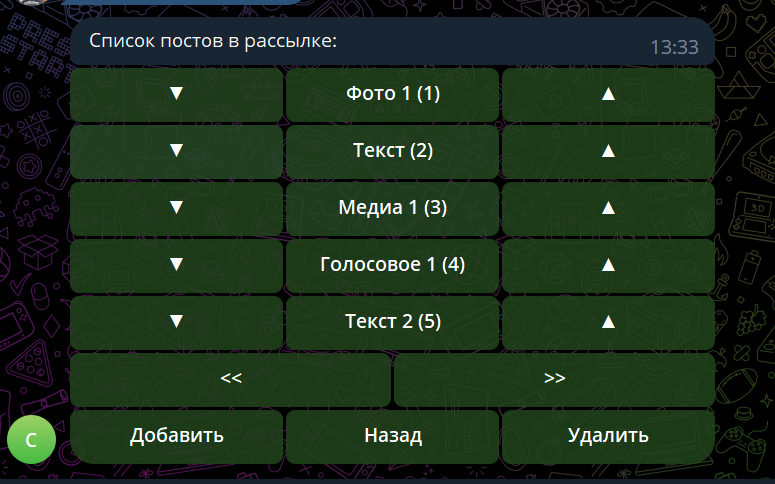 Список постов в рассылке:
13:33
▼ Фото 1 (1) ▲
▼ Текст (2) ▲
▼ Медиа 1 (3) ▲
▼ Голосовое 1 (4) ▲
▼ Текст 2 (5) ▲
<< >>
Добавить Назад Удалить
C